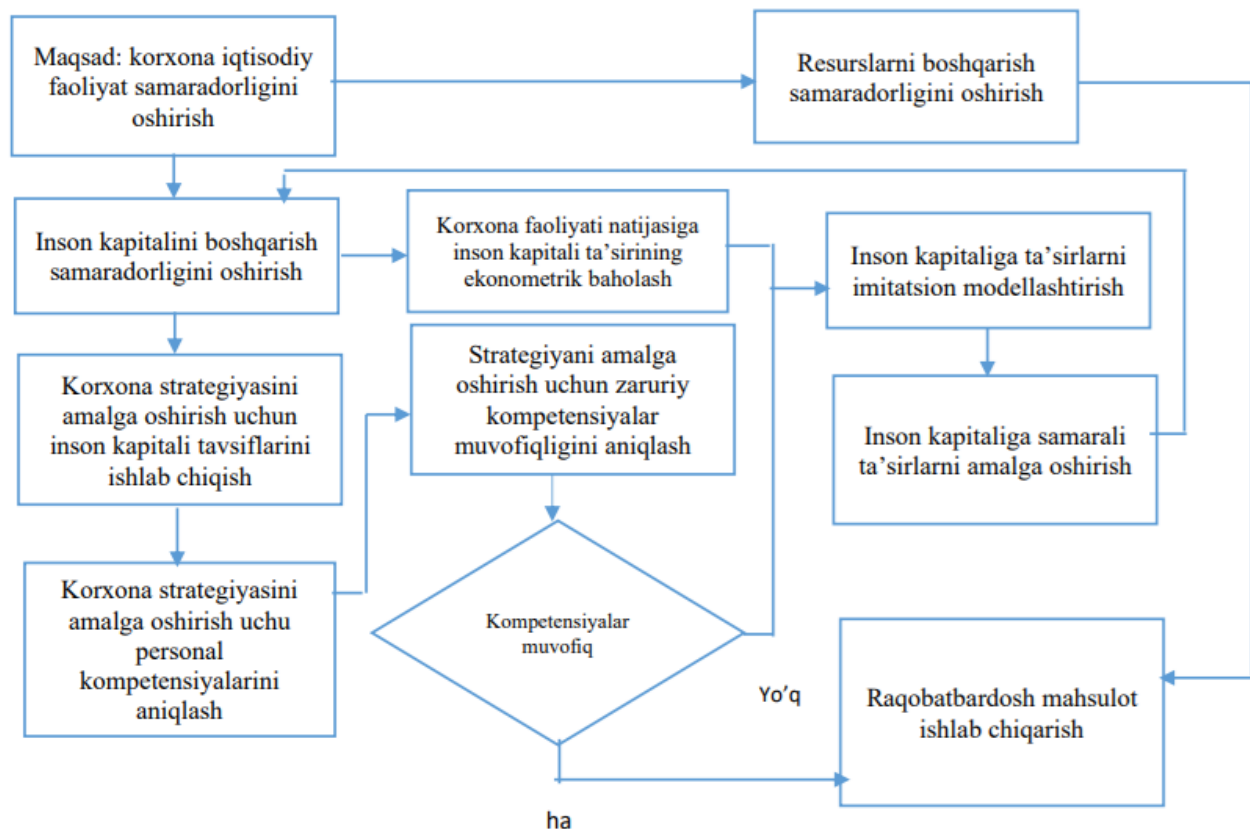 Maqsad: korxona iqtisodiy
faoliyat samaradorligini
oshirish
Resurslarni boshqarish
samaradorligini oshirish
Inson kapitalini boshqarish
samaradorligini oshirish
Korxona faoliyati natijasiga
inson kapitali ta’sirining
ekonometrik baholash
Inson kapitaliga ta’sirlarni
imitatsion modellashtirish
Korxona strategiyasini
amalga oshirish uchun
inson kapitali tavsiflarini
ishlab chiqish
Strategiyani amalga
oshirish uchun zaruriy
kompetensiyalar
muvofiqligini aniqlash
Inson kapitaliga samarali
ta’sirlarni amalga oshirish
Korxona strategiyasini
amalga oshirish uchu
personal
kompetensiyalarini
aniqlash
Kompetensiyalar
muvofiq
Yo’q
Raqobatbardosh mahsulot
ishlab chiqarish
ha